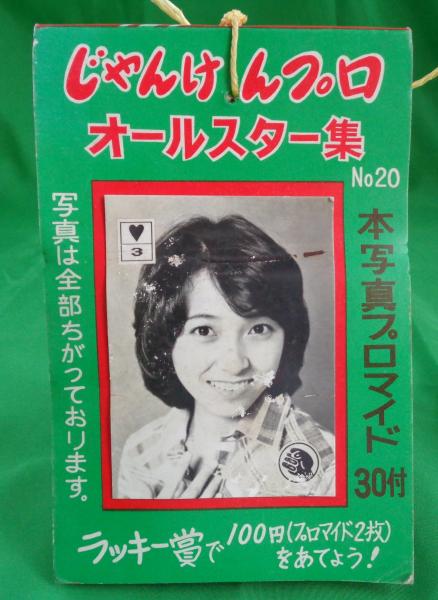 じゃんけんプロ
オールスター集
No20
本写真プロマイド
30付
写真は全部ちがっております。
♥
3
ラッキー賞で100円(プロマイド2枚)
をあてよう!